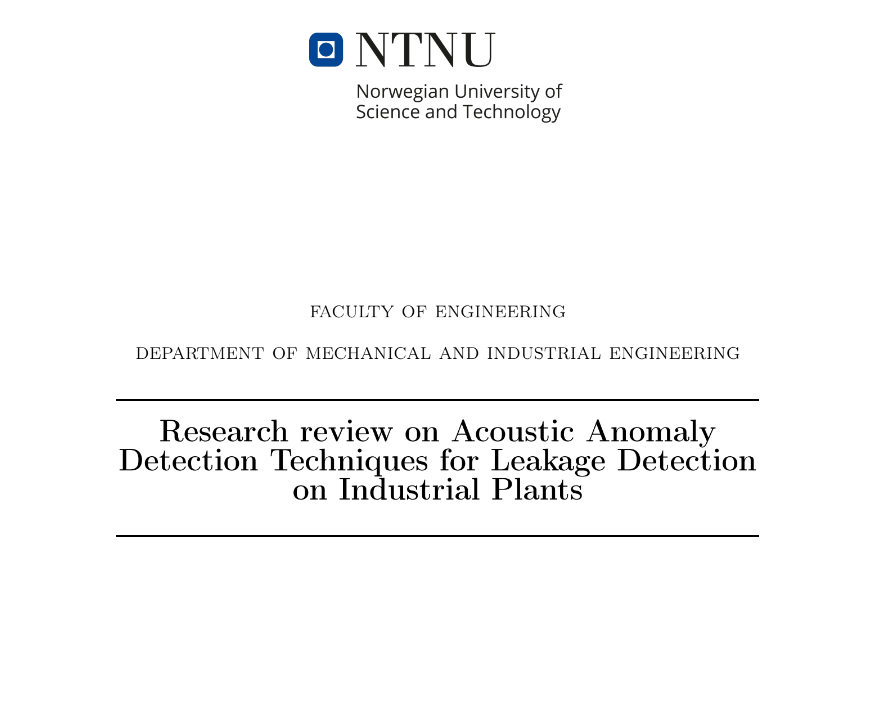 NTNU
Norwegian University of
Science and Technology
FACULTY OF ENGINEERING
DEPARTMENT OF MECHANICAL AND INDUSTRIAL ENGINEERING
Research review on Acoustic Anomaly
Detection Techniques for Leakage Detection
on Industrial Plants